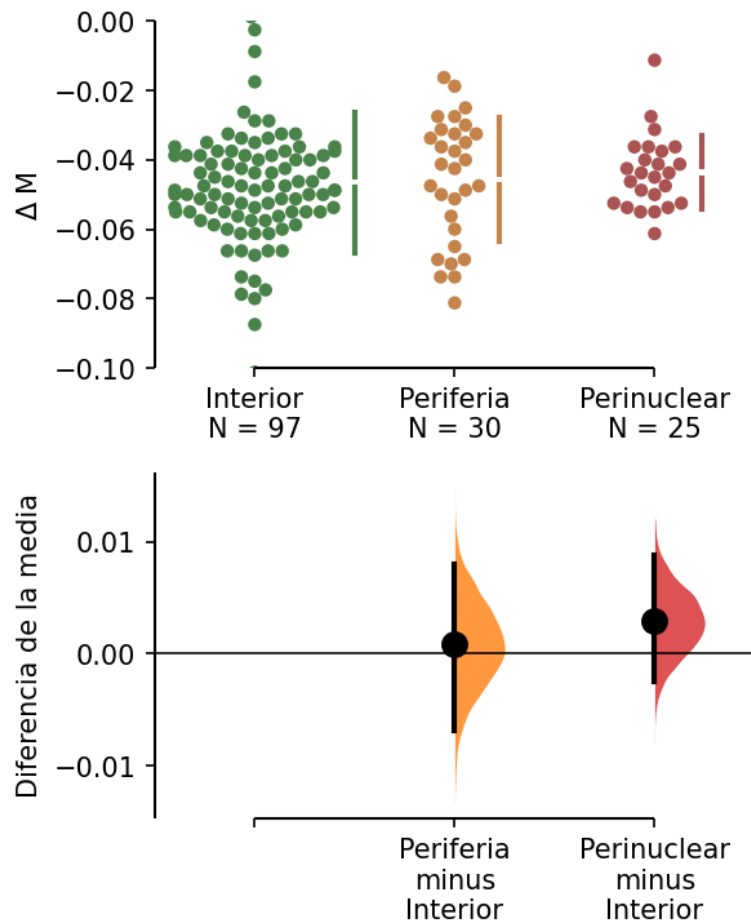 0.00
−0.02
−0.04
−0.06
−0.08
−0.10
Δ M
Interior
N = 97
Periferia
N = 30
Perinuclear
N = 25
0.01
0.00
−0.01
Diferencia de la media
Periferia
minus
Interior
Perinuclear
minus
Interior